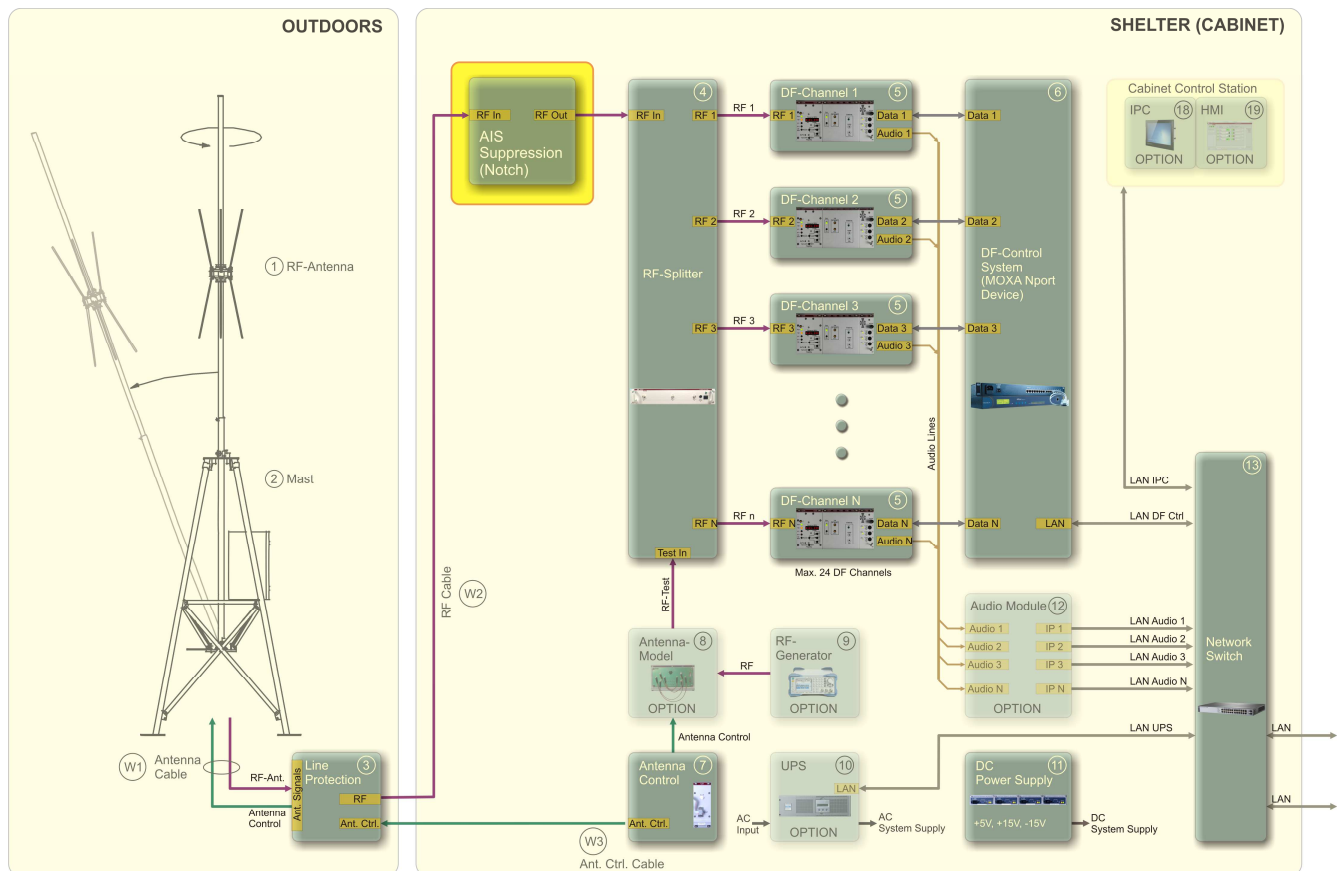 OUTDOORS
1 RF-Antenna
2 Mast
W1
Antenna
Cable
RF-Ant.
Antenna
Control
Line
Protection
3
Ant. Signals
RF
Ant. Ctrl.
SHELTER (CABINET)
RF In
RF Out
AIS
Suppression
(Notch)
RF Cable
W2
W3
Ant. Ctrl. Cable
4
RF In
RF 1
RF 2
RF-Splitter
RF 3
RF N
Test In
RF 1
RF 2
RF 3
RF n
DF-Channel 1
5
RF 1
Data 1
Audio 1
DF-Channel 2
5
RF 2
Data 2
Audio 2
DF-Channel 3
5
RF 3
Data 3
Audio 3
DF-Channel N
5
RF N
Data N
Audio N
Max. 24 DF Channels
Audio Lines
6
Data 1
Data 2
DF-Control
System
(MOXA Nport
Device)
Data 3
Data N
LAN
Cabinet Control Station
IPC
18
OPTION
HMI
19
OPTION
LAN IPC
LAN DF Ctrl
RF-Test
Antenna-
Model
8
OPTION
RF
RF-
Generator
9
OPTION
Antenna Control
Antenna
Control
7
Ant. Ctrl.
UPS
10
LAN
OPTION
AC
Input
AC
System Supply
DC
Power Supply
11
+5V, +15V, -15V
DC
System Supply
Audio Module
12
Audio 1
IP 1
Audio 2
IP 2
Audio 3
IP 3
Audio N
IP N
OPTION
LAN Audio 1
LAN Audio 2
LAN Audio 3
LAN Audio N
LAN UPS
13
Network
Switch
LAN
LAN